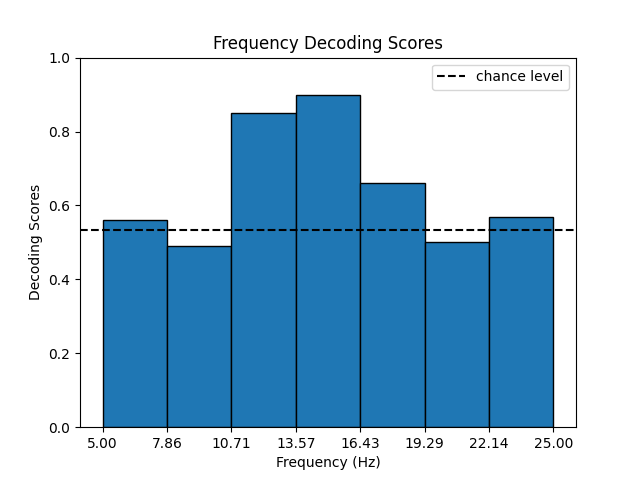 Frequency Decoding Scores
chance level
1.0
0.8
0.6
0.4
0.2
0.0
Decoding Scores
5.00 7.86 10.71 13.57 16.43 19.29 22.14 25.00
Frequency (Hz)